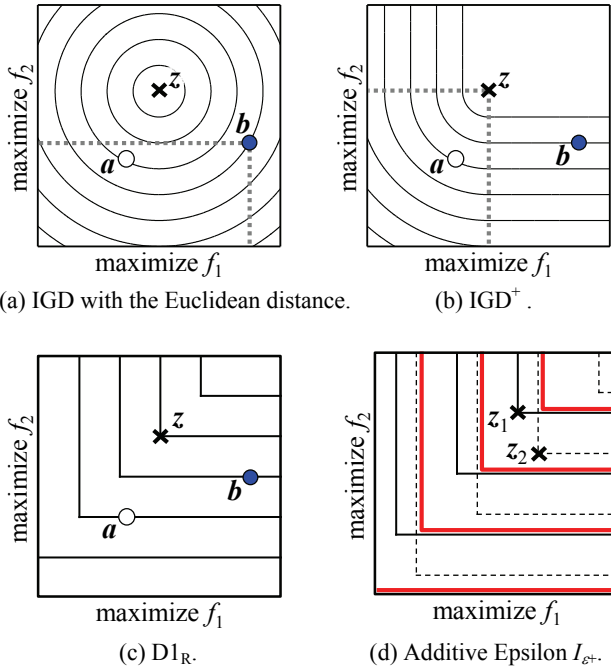 maximize f₂
z
b
a
maximize f₁
(a) IGD with the Euclidean distance.
maximize f₂
z
a
b
maximize f₁
(b) IGD⁺ .
maximize f₂
z
b
a
maximize f₁
(c) D1R.
maximize f₂
z₁
z₂
maximize f₁
(d) Additive Epsilon Iε+.